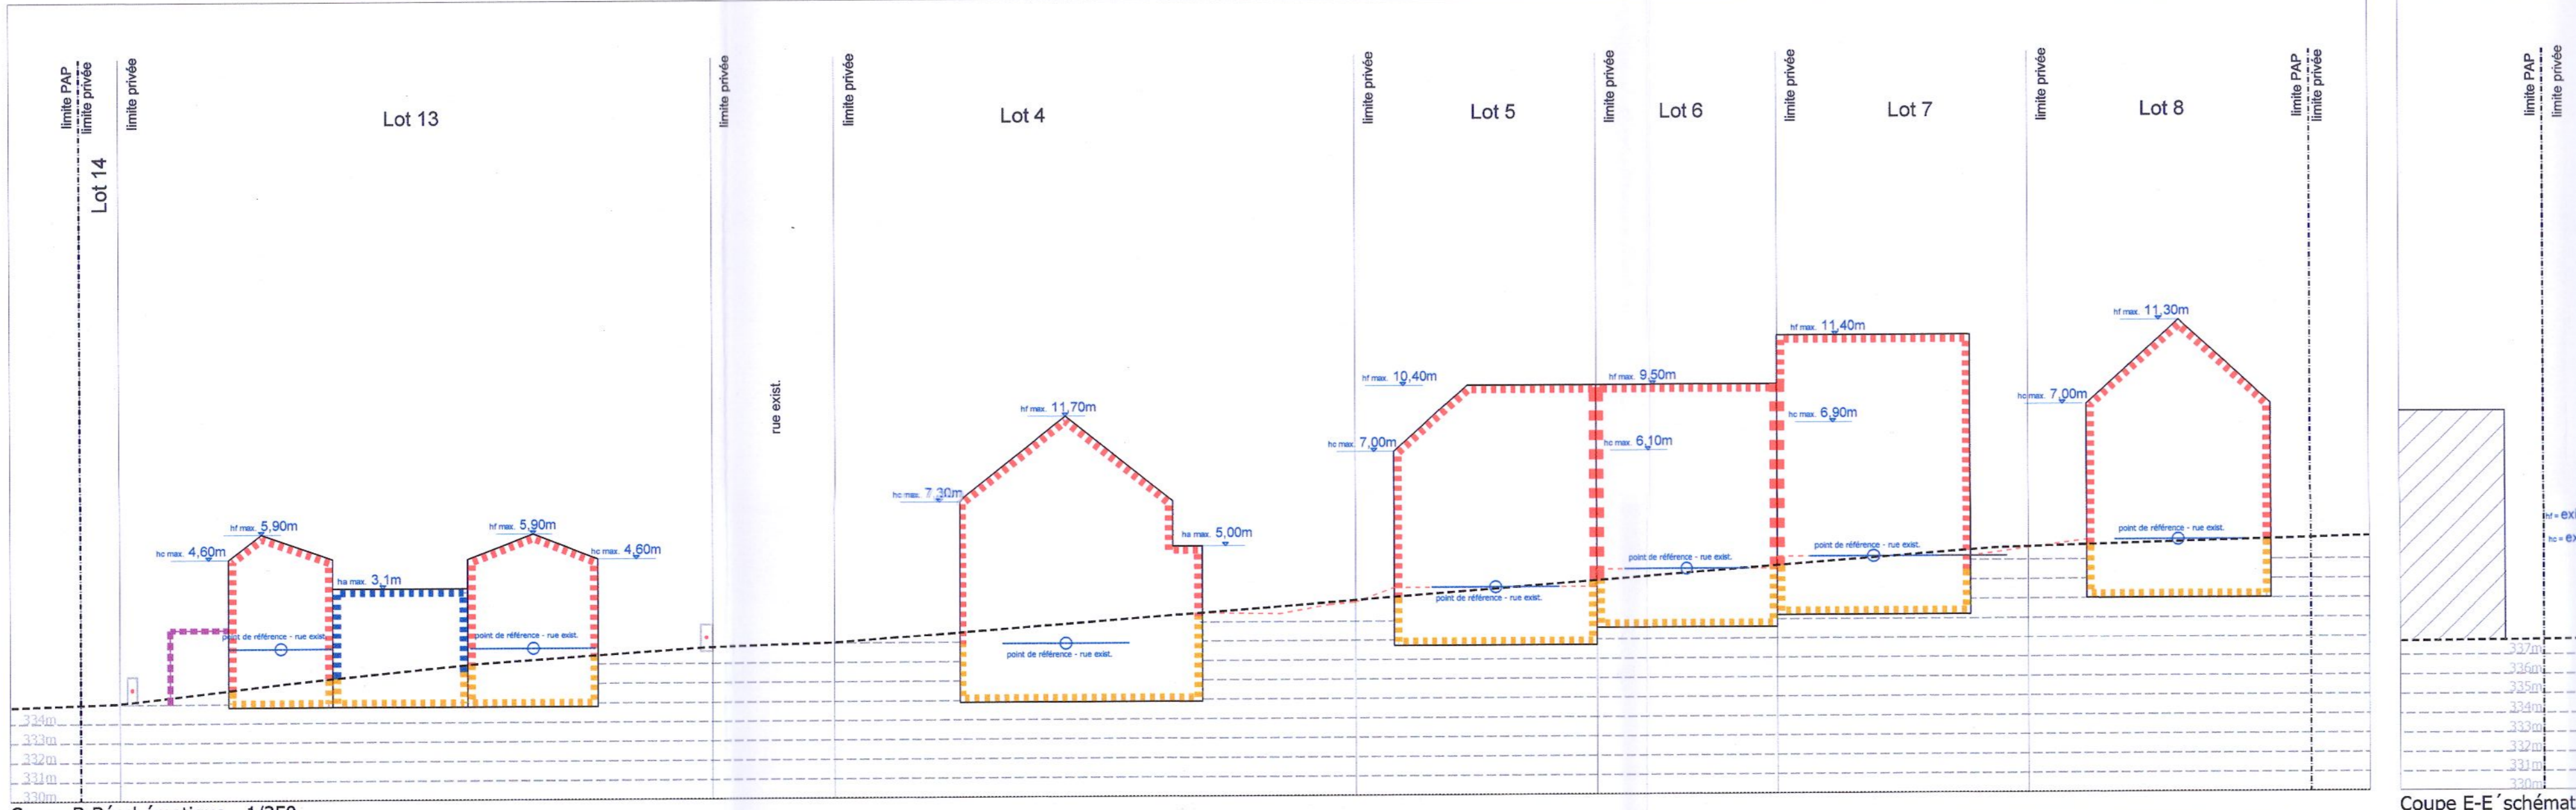 limite PAP
limite privée
limite privée
Lot 14
Lot 13
limite privée
rue exist.
limite privée
Lot 4
limite privée
Lot 5
limite privée
Lot 6
limite privée
Lot 7
limite privée
Lot 8
limite PAP
limite privée
limite PAP
limite privée
hf max. 5,90m
hc max. 4,60m
ha max. 3,1m
hf max. 5,90m
hc max. 4,60m
point de référence - rue exist.
point de référence - rue exist.
hf max. 11,70m
hc max. 7,30m
ha max. 5,00m
point de référence - rue exist.
hf max. 10,40m
hc max. 7,00m
point de référence - rue exist.
hf max. 9,50m
hc max. 6,10m
point de référence - rue exist.
hf max. 11,40m
hc max. 6,90m
point de référence - rue exist.
hf max. 11,30m
hc max. 7,00m
point de référence - rue exist.
334m
333m
332m
331m
330m
hf = exi
hc = ex
337m
336m
335m
334m
333m
332m
331m
330m
1/250
Coupe E-E´schémat